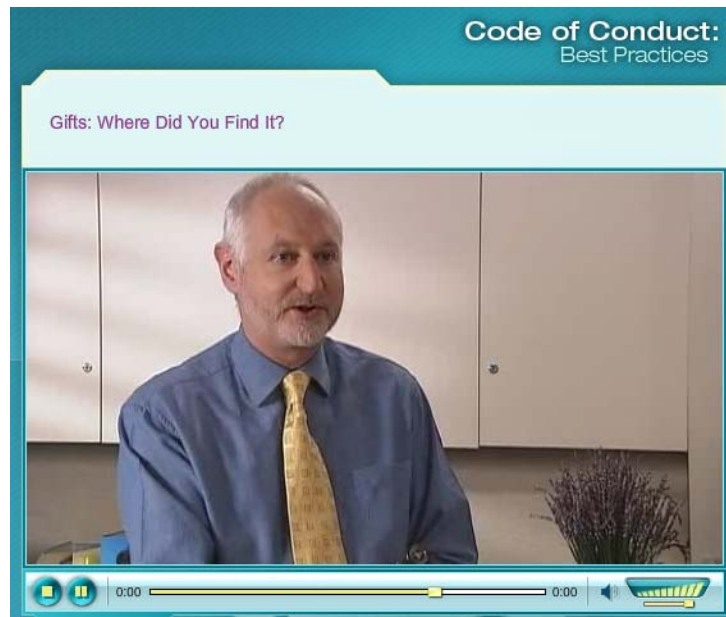 Code of Conduct:
Best Practices
Gifts: Where Did You Find It?
0:00
0:00